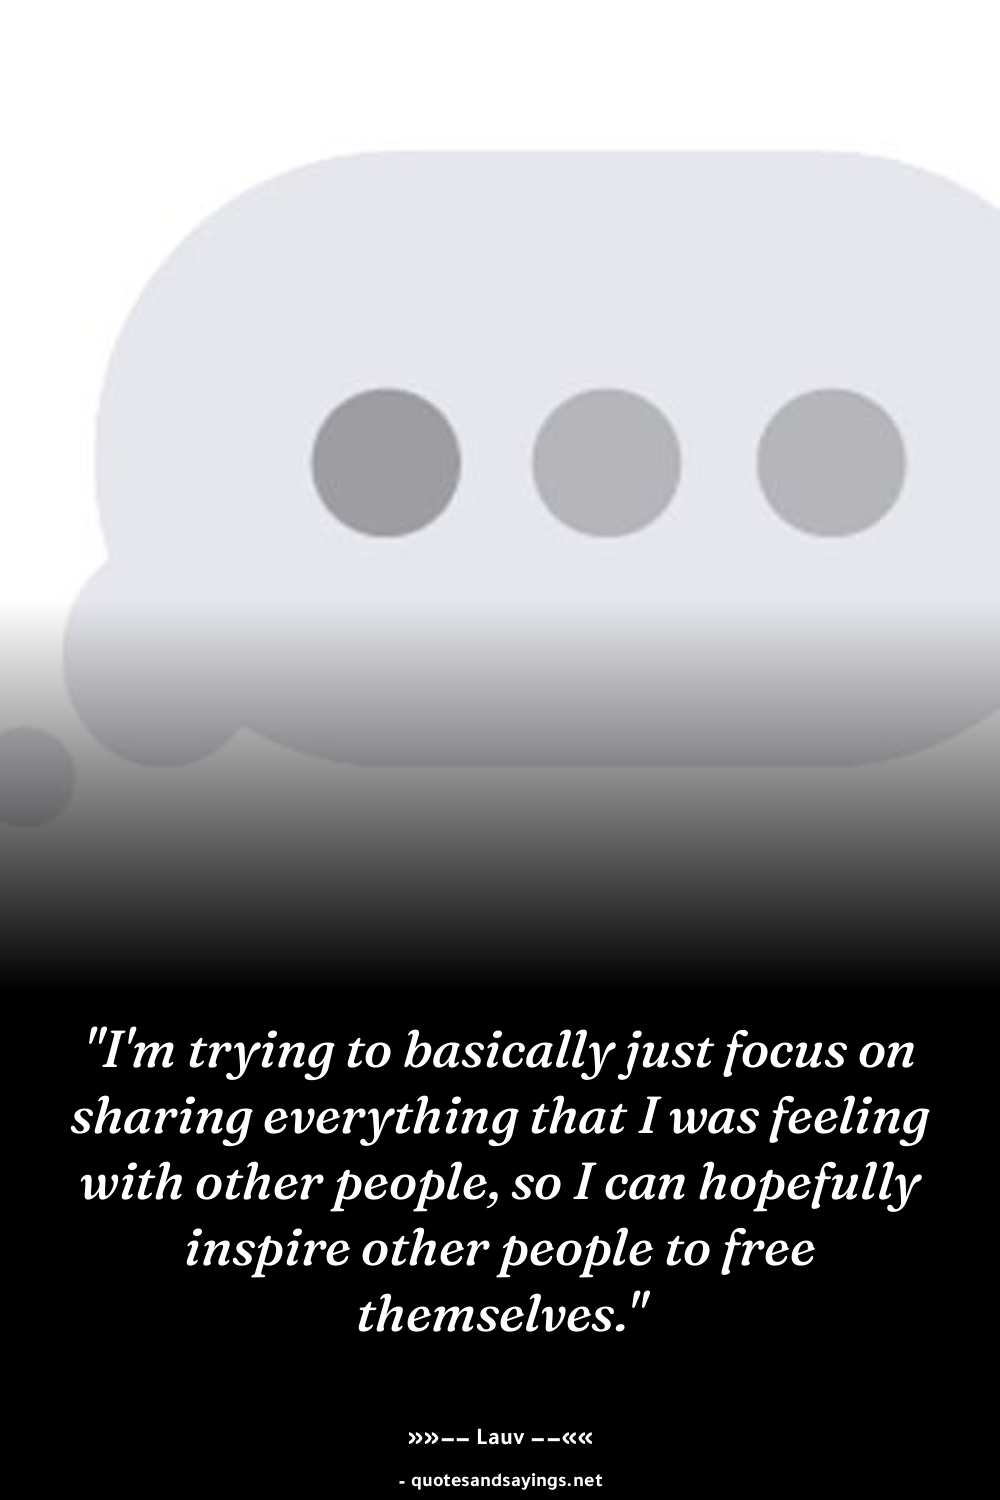 "I'm trying to basically just focus on
sharing everything that I was feeling
with other people, so I can hopefully
inspire other people to free
themselves."
»»−− Lauv −−««
- quotesandsayings.net